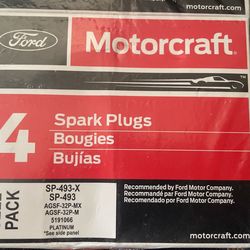 motorcraft.
Ford
Motorcraft®
™
4
Spark Plugs
Bougies
Bujías
PACK
SP-493-X
SP-493
AGSF-32P-MX
AGSF-32P-M
5191066
PLATINUM
*See side panel
Recommended by Ford Motor Company.
Recommandé par Ford Motor Company.
Recomendado por Ford Motor Company.
motorcraft.c